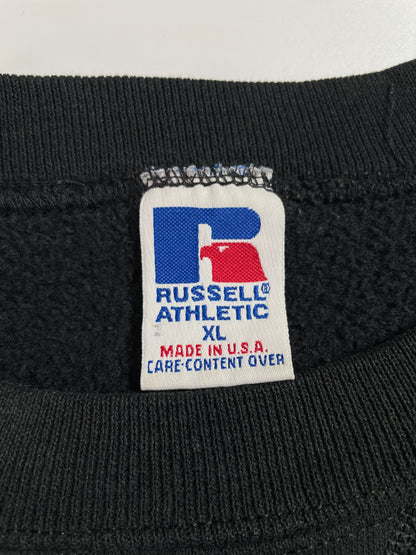 RUSSELL®
ATHLETIC
XL
MADE IN U.S.A.
CARE·CONTENT OVER